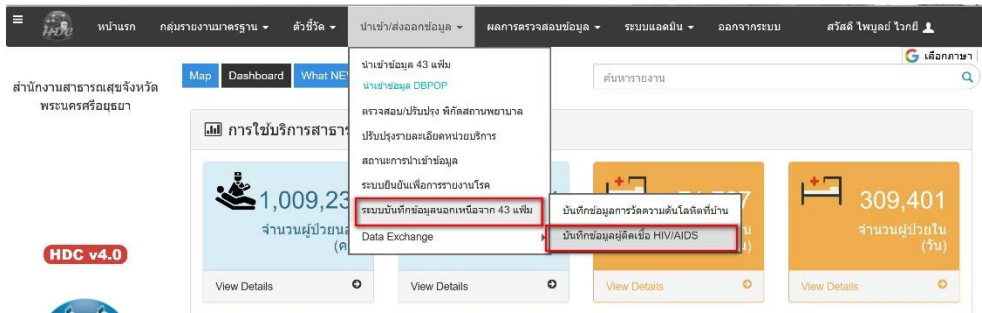 HDC
หน้าแรก
กลุ่มรายงานมาตรฐาน
ตัวชี้วัด
นำเข้า/ส่งออกข้อมูล
ผลการตรวจสอบข้อมูล
ระบบแอดมิน
ออกจากระบบ
สวัสดี ไพบูลย์ ไวกยี
G เลือกภาษา
สำนักงานสาธารณสุขจังหวัด
พระนครศรีอยุธยา
Map
Dashboard
What NE
ค้นหารายงาน
นำเข้าข้อมูล 43 แฟ้ม
นำเข้าข้อมูล DBPOP
ตรวจสอบ/ปรับปรุง พิกัดสถานพยาบาล
ปรับปรุงรายละเอียดหน่วยบริการ
สถานะการนำเข้าข้อมูล
ระบบยืนยันเพื่อการรายงานโรค
ระบบบันทึกข้อมูลนอกเหนือจาก 43 แฟ้ม
Data Exchange
บันทึกข้อมูลการวัดความดันโลหิตที่บ้าน
บันทึกข้อมูลผู้ติดเชื้อ HIV/AIDS
การใช้บริการสาธาร
1,009,23
จำนวนผู้ป่วยน
(ค
View Details
View Details
View Details
309,401
จำนวนผู้ป่วยใน
(วัน)
View Details
HDC v4.0